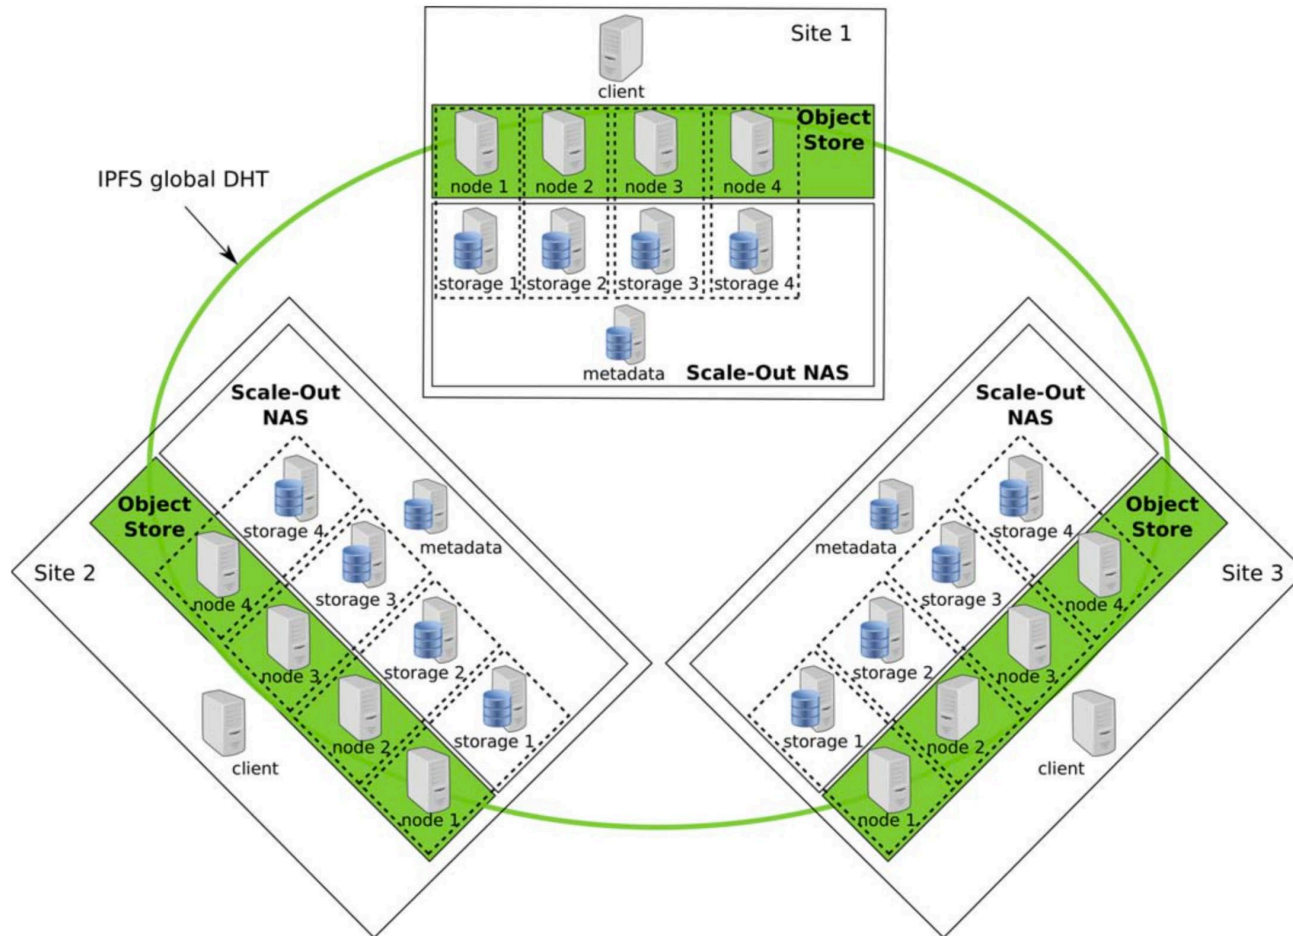 Site 1
client
Object
Store
node 1 node 2 node 3 node 4
storage 1 storage 2 storage 3 storage 4
metadata
Scale-Out NAS
IPFS global DHT
Scale-Out
NAS
Object
Store
storage 4
metadata
Site 2
node 4
storage 3
node 3
storage 2
node 2
storage 1
client
node 1
Scale-Out
NAS
Object
Store
storage 4
metadata
Site 3
node 4
storage 3
node 3
storage 2
node 2
storage 1
client
node 1